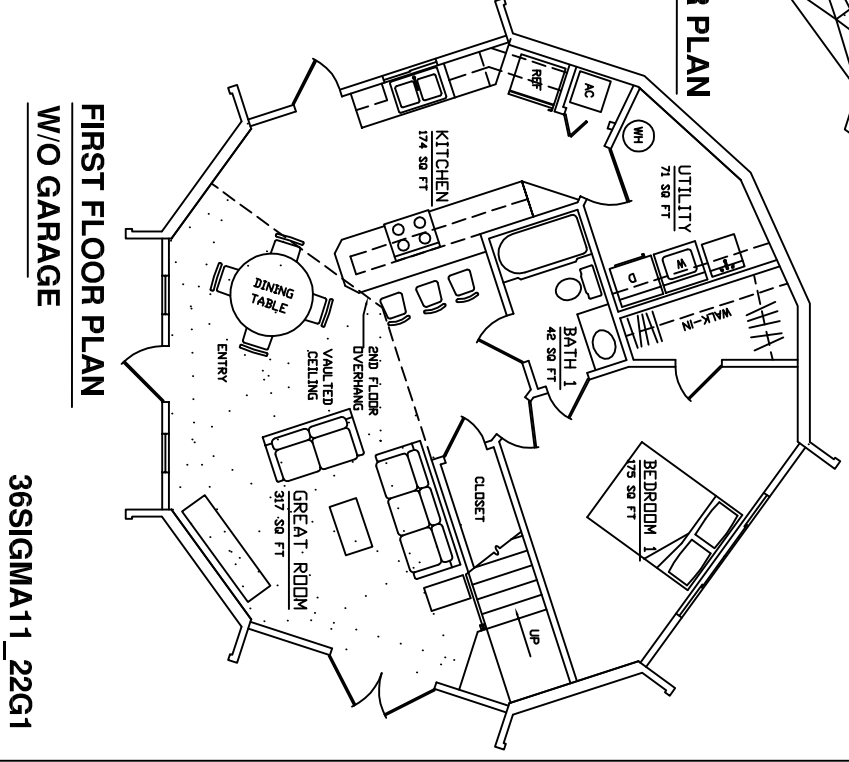 R PLAN
REF
AC
WH
KITCHEN
174 SQ FT
UTILITY
71 SQ FT
D
W
WALK-IN
BATH 1
42 SQ FT
DINING
TABLE
ENTRY
VAULTED
CEILING
2ND FLOOR
OVERHANG
CLOSET
BEDROOM 1
175 SQ FT
GREAT ROOM
317 SQ FT
UP
FIRST FLOOR PLAN
W/O GARAGE
36SIGMA11_22G1